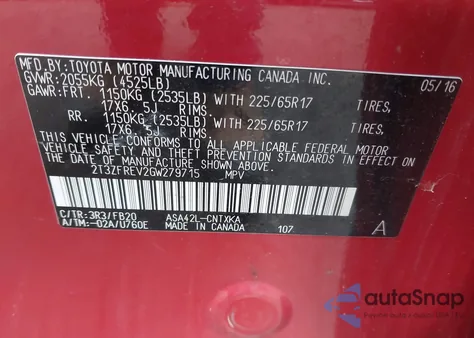 MFD.BY:TOYOTA MOTOR MANUFACTURING CANADA INC.
GVWR:2055KG (4525LB) 05/16
GAWR:FRT. 1150KG (2535LB) WITH 225/65R17 TIRES,
17X6.5J RIMS.
RR. 1150KG (2535LB) WITH 225/65R17 TIRES,
17X6.5J RIMS.
THIS VEHICLE CONFORMS TO ALL APPLICABLE FEDERAL MOTOR
VEHICLE SAFETY, BUMPER, AND THEFT PREVENTION STANDARDS
IN EFFECT ON THE DATE OF MANUFACTURE SHOWN ABOVE.
2T3ZFREV2GW279715 MPV
C/TR:3R3/FB20 ASA42L-CNTXKA
A/TM:-02A/U760E MADE IN CANADA 107 A
autoSnap